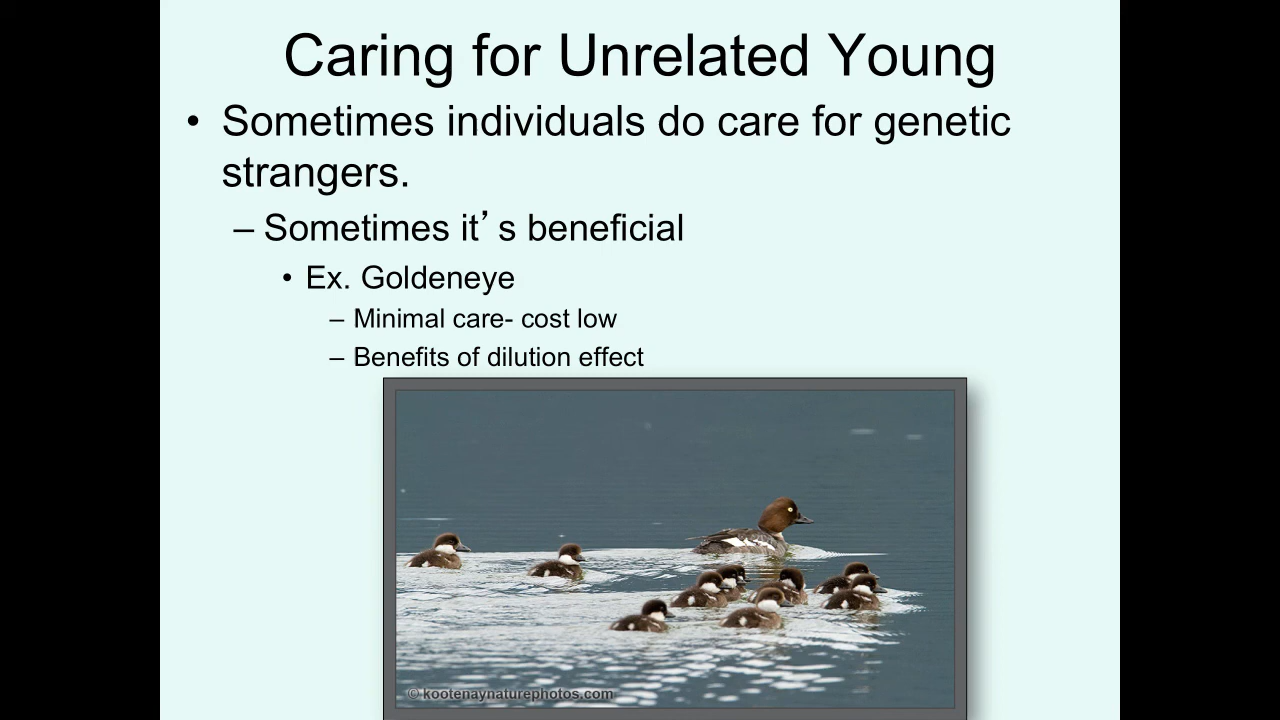 Caring for Unrelated Young
• Sometimes individuals do care for genetic
strangers.
– Sometimes it’s beneficial
• Ex. Goldeneye
– Minimal care- cost low
– Benefits of dilution effect
© kootenaynaturephotos.com